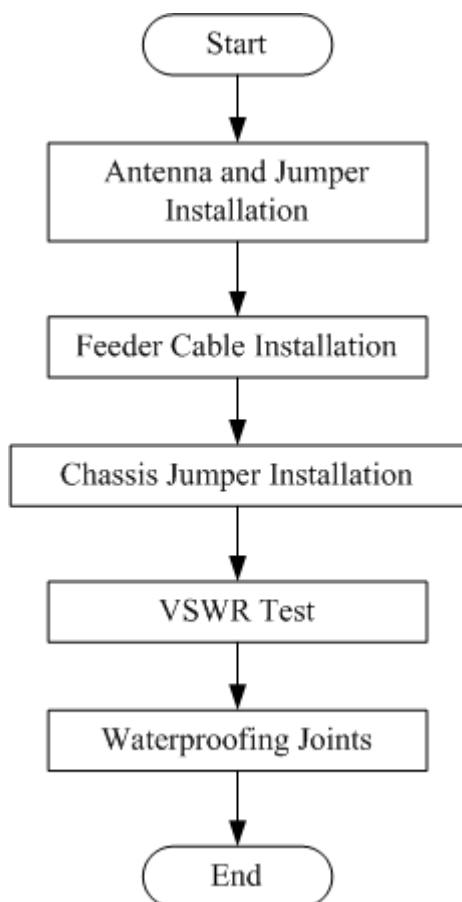 Start
Antenna and Jumper
Installation
Feeder Cable Installation
Chassis Jumper Installation
VSWR Test
Waterproofing Joints
End